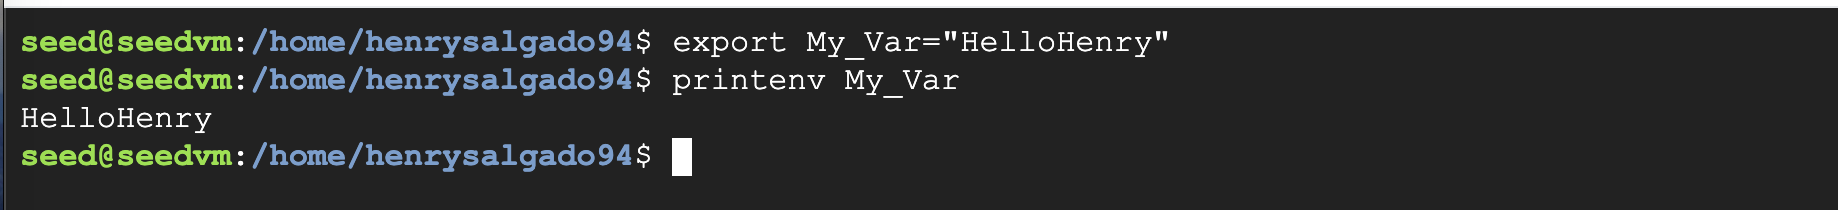 seed@seedvm:/home/henrysalgado94$ export My_Var="HelloHenry"
seed@seedvm:/home/henrysalgado94$ printenv My_Var
HelloHenry
seed@seedvm:/home/henrysalgado94$